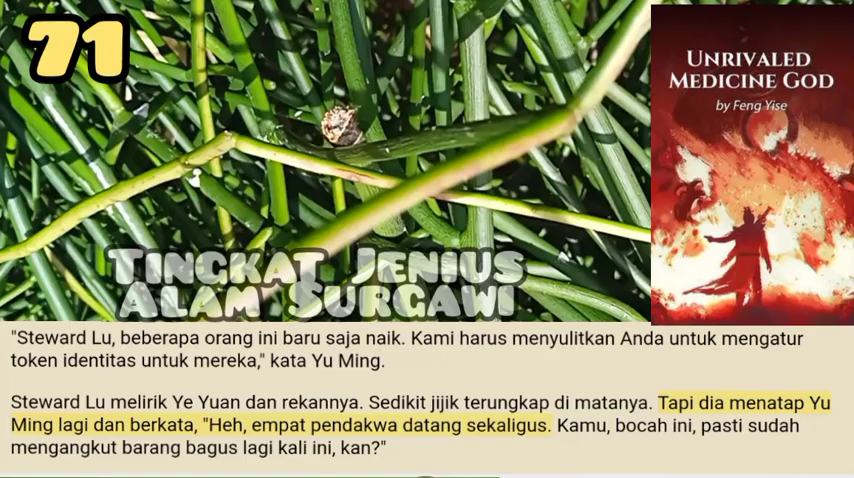 71
UNRIVALED
MEDICINE GOD
by Feng Yise
TINGKAT JENIUS
ALAM SURGAWI
"Steward Lu, beberapa orang ini baru saja naik. Kami harus menyulitkan Anda untuk mengatur
token identitas untuk mereka," kata Yu Ming.
Steward Lu melirik Ye Yuan dan rekannya. Sedikit jijik terungkap di matanya. Tapi dia menatap Yu
Ming lagi dan berkata, "Heh, empat pendakwa datang sekaligus. Kamu, bocah ini, pasti sudah
mengangkut barang bagus lagi kali ini, kan?"